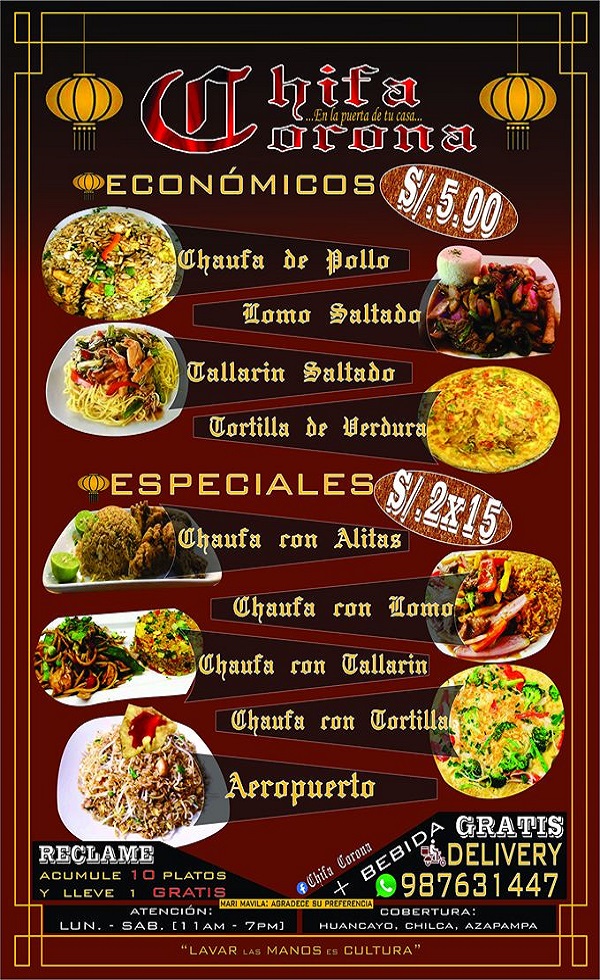 Chifa
...En la puerta de tu casa...
Corona
ECONÓMICOS
S/.5.00
Chaufa de Pollo
Lomo Saltado
Tallarin Saltado
Tortilla de Verdura
ESPECIALES
S/.2x15
Chaufa con Alitas
Chaufa con Lomo
Chaufa con Tallarin
Chaufa con Tortilla
Aeropuerto
RECLAME
ACUMULE 10 PLATOS
Y LLEVE 1 GRATIS
Chifa Corona
+ BEBIDA
GRATIS
DELIVERY
987631447
MARI MAVILA: AGRADECE SU PREFERENCIA
ATENCIÓN:
LUN. - SAB. [11AM - 7PM]
COBERTURA:
HUANCAYO, CHILCA, AZAPAMPA
"LAVAR LAS MANOS ES CULTURA"